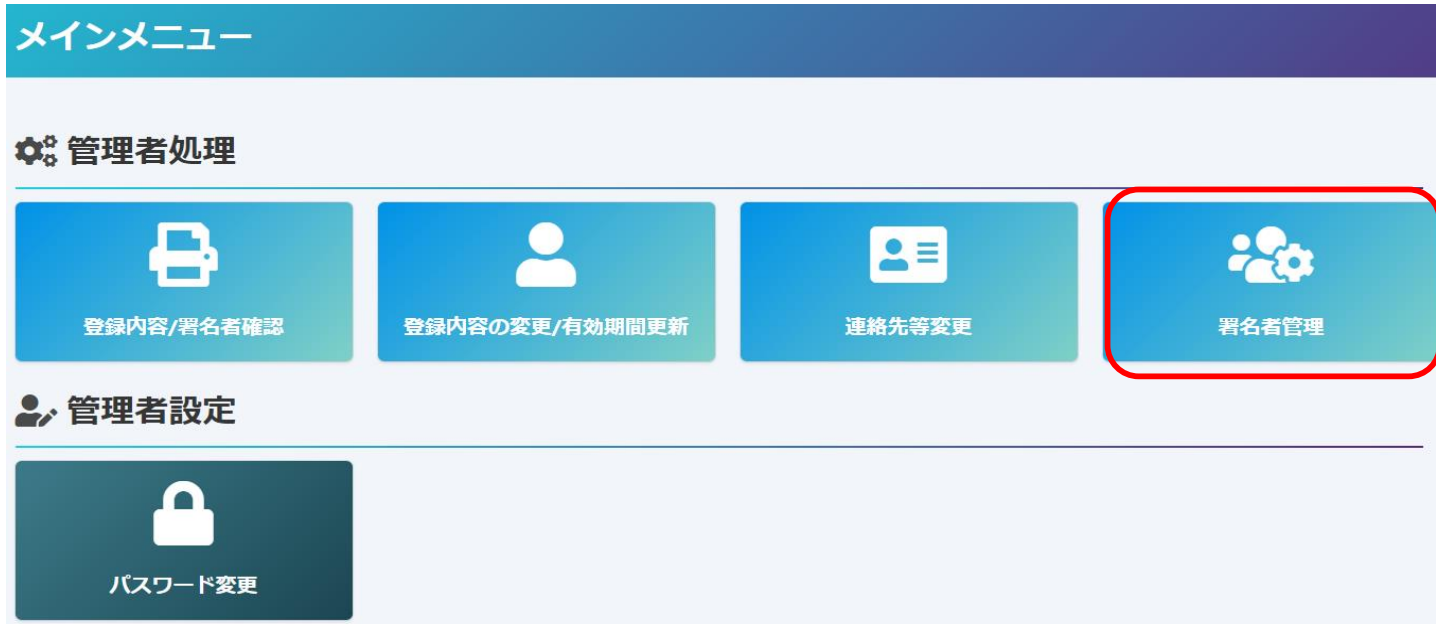 メインメニュー
管理者処理
登録内容/署名者確認
登録内容の変更/有効期間更新
連絡先等変更
署名者管理
管理者設定
パスワード変更